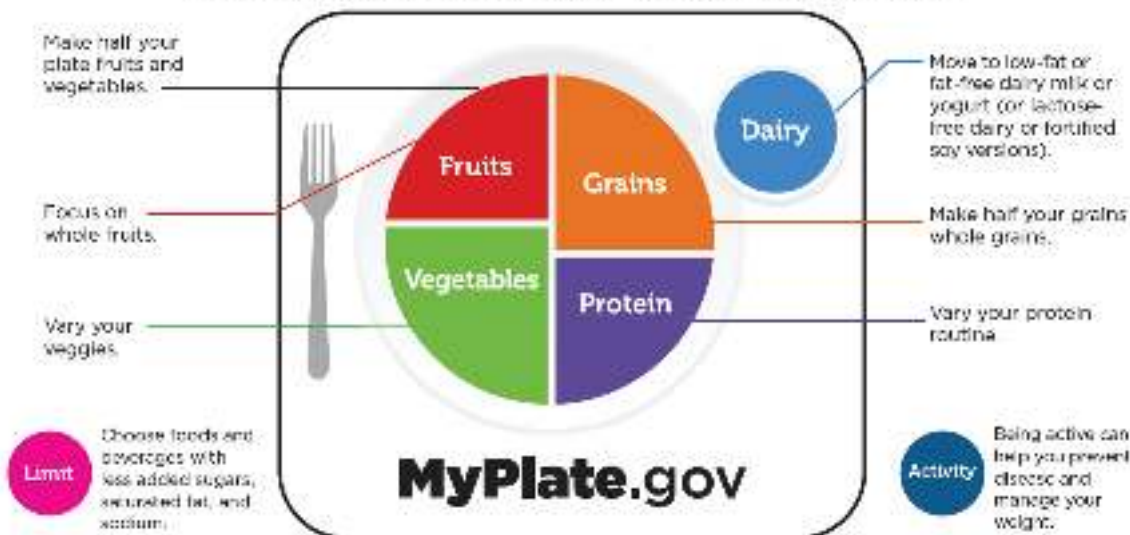 Make half your
plate fruits and
vegetables.
Focus on
whole fruits.
Vary your
veggies.
Fruits
Grains
Vegetables
Protein
Dairy
Move to low-fat or
fat-free dairy milk or
yogurt (or lactose-
free dairy or fortified
soy versions).
Make half your grains
whole grains.
Vary your protein
routine
Limit
Choose foods and
beverages with
less added sugars,
saturated fat, and
sodium.
MyPlate.gov
Activity
Being active can
help you prevent
disease and
manage your
weight.